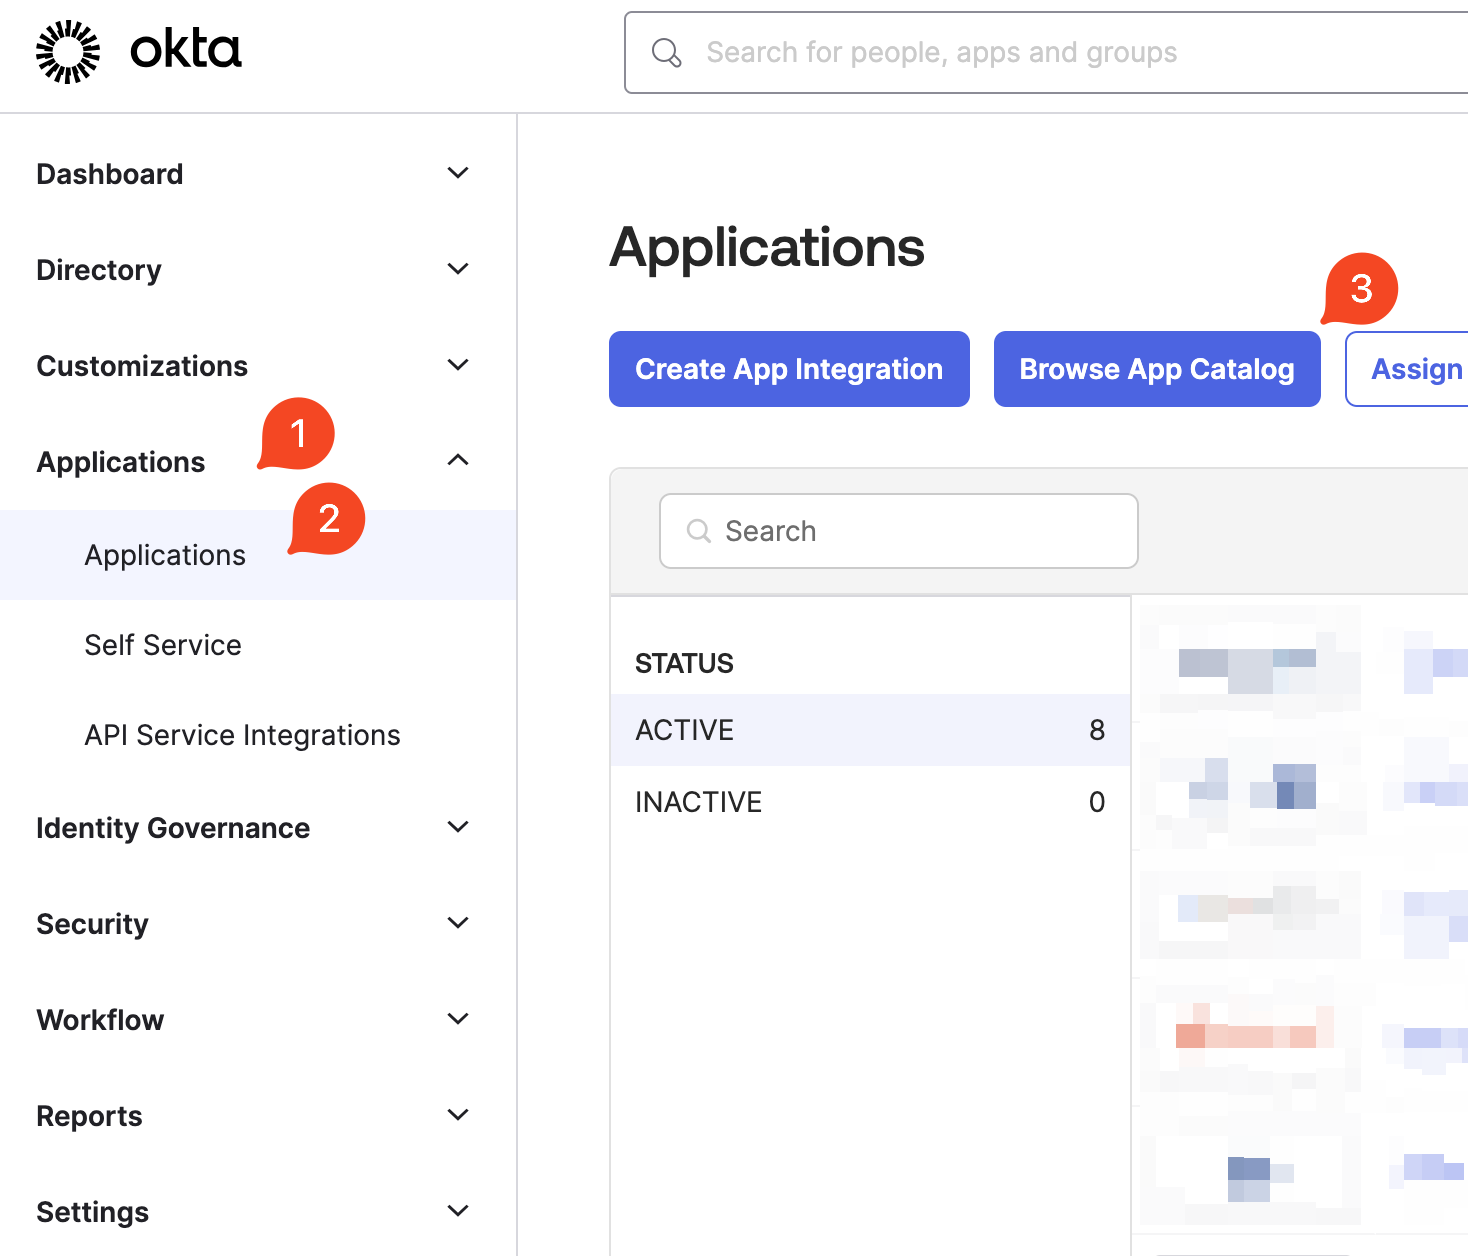 okta
Search for people, apps and groups
Dashboard
Directory
Customizations
1
Applications
2
Applications
Self Service
API Service Integrations
Identity Governance
Security
Workflow
Reports
Settings
Applications
3
Create App Integration
Browse App Catalog
Assign
Search
STATUS
ACTIVE 8
INACTIVE 0